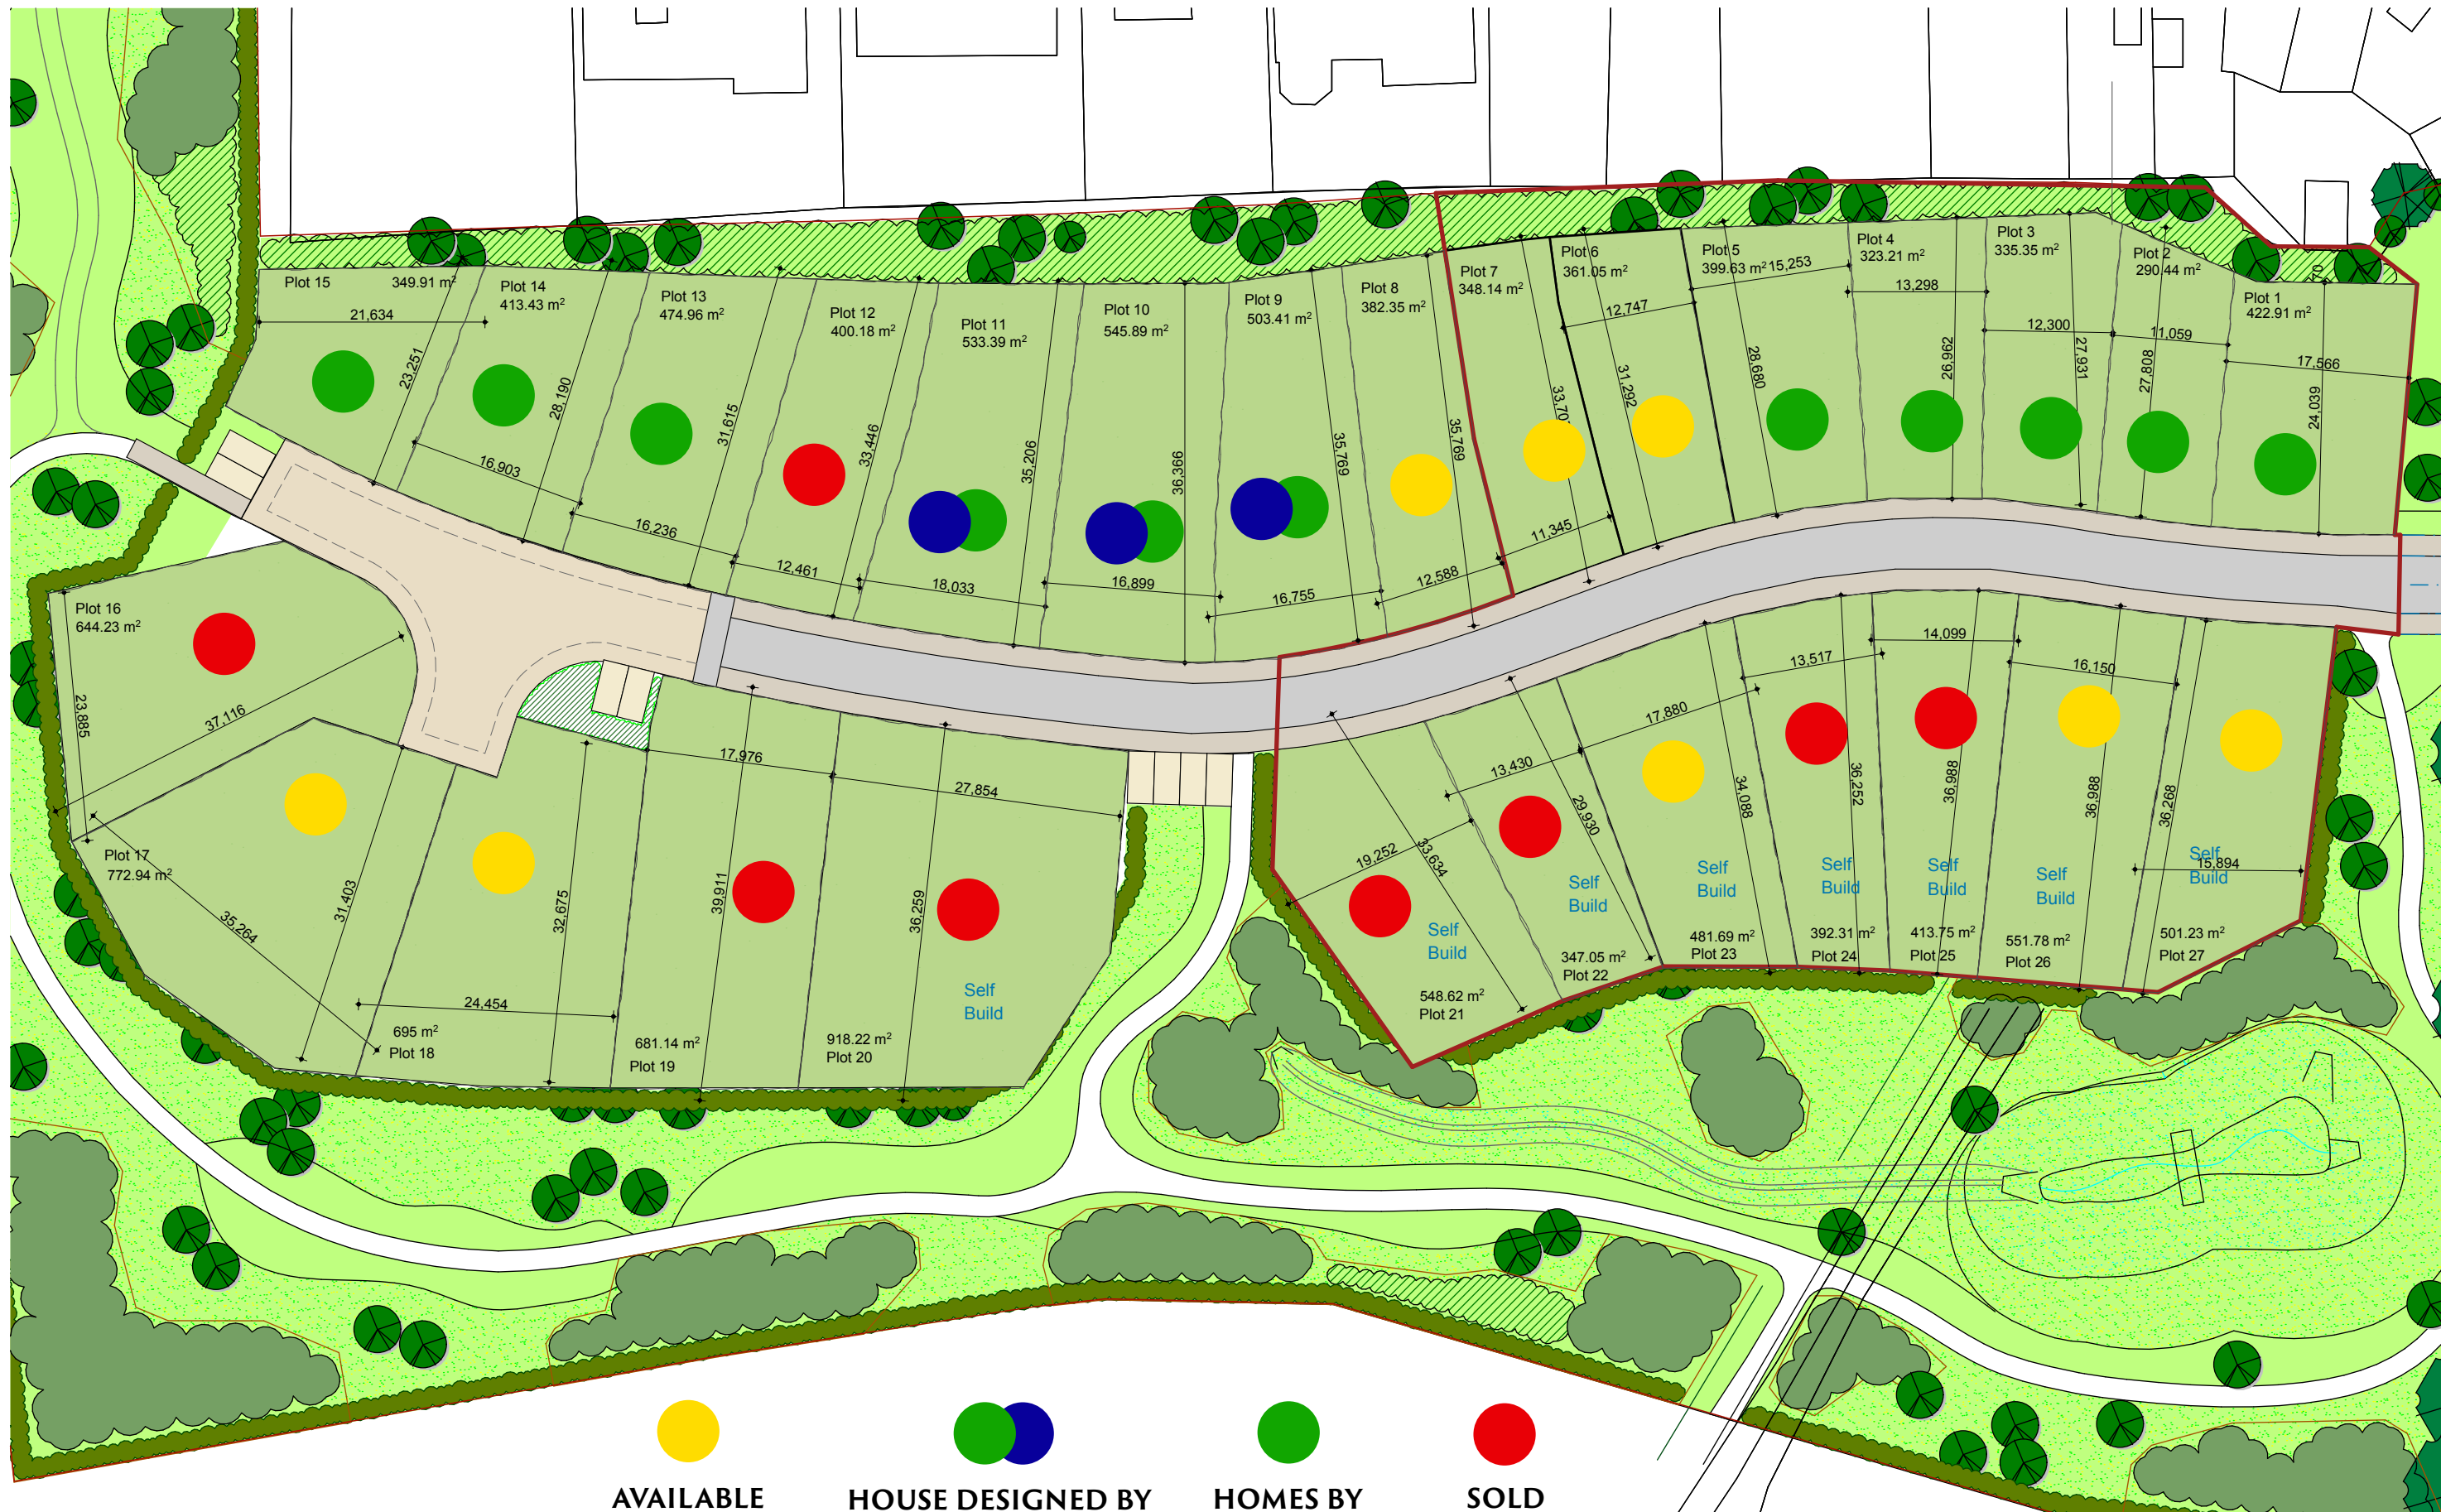 Plot 15
349.91 m²
21,634
23,251
Plot 14
413.43 m²
16,903
28,190
Plot 13
474.96 m²
16,236
31,615
Plot 12
400.18 m²
12,461
33,446
Plot 11
533.39 m²
18,033
35,206
Plot 10
545.89 m²
16,899
36,366
Plot 9
503.41 m²
16,755
35,769
Plot 8
382.35 m²
12,588
35,769
Plot 7
348.14 m²
11,345
Plot 6
361.05 m²
12,747
31,292
Plot 5
399.63 m²
15,253
28,680
Plot 4
323.21 m²
13,298
26,962
Plot 3
335.35 m²
12,300
27,931
Plot 2
290.44 m²
11,059
27,808
Plot 1
422.91 m²
17,566
24,039
Plot 16
644.23 m²
23,885
37,116
Plot 17
772.94 m²
35,264
31,403
24,454
695 m²
Plot 18
32,675
17,976
39,911
681.14 m²
Plot 19
27,854
36,259
918.22 m²
Plot 20
Self
Build
19,252
33,634
Self
Build
548.62 m²
Plot 21
13,430
29,930
Self
Build
347.05 m²
Plot 22
17,880
34,088
Self
Build
481.69 m²
Plot 23
13,517
36,252
Self
Build
392.31 m²
Plot 24
14,099
36,988
Self
Build
413.75 m²
Plot 25
16,150
36,988
Self
Build
551.78 m²
Plot 26
36,268
Self
15,894
Build
501.23 m²
Plot 27
AVAILABLE
HOUSE DESIGNED BY
HOMES BY
SOLD